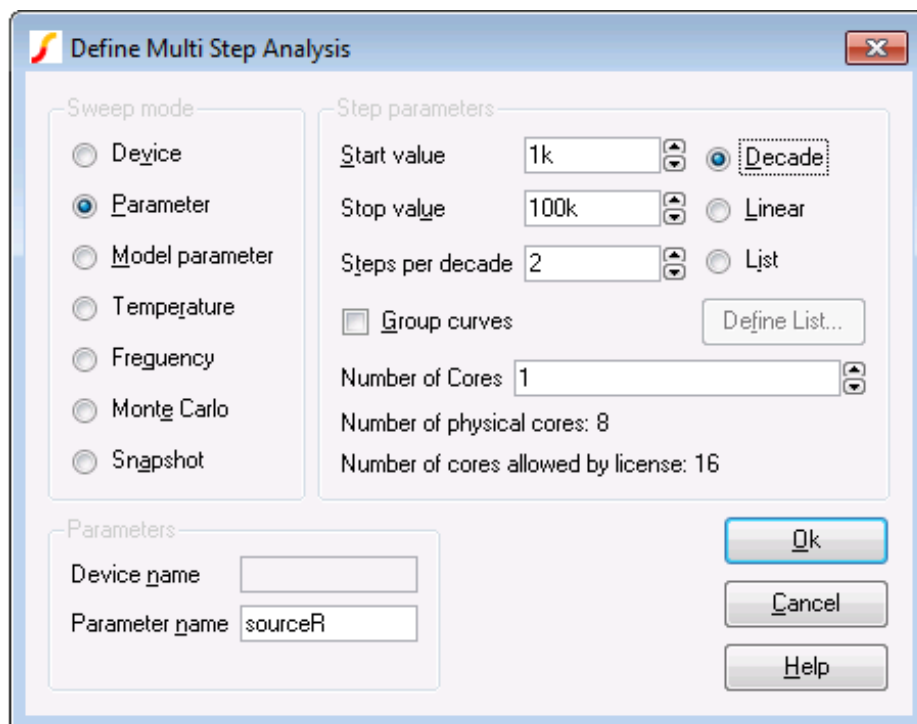 Define Multi Step Analysis
Sweep mode
Device
Parameter
Model parameter
Temperature
Freguency
Monte Carlo
Snapshot
Step parameters
Start value 1k
Decade
Stop value 100k
Linear
Steps per decade 2
List
Group curves
Define List...
Number of Cores 1
Number of physical cores: 8
Number of cores allowed by license: 16
Parameters
Device name
Parameter name sourceR
Ok
Cancel
Help